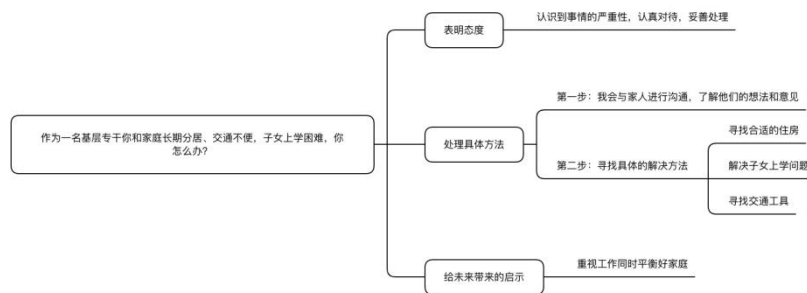 作为一名基层专干你和家庭长期分居、交通不便，子女上学困难，你
怎么办？
表明态度
认识到事情的严重性，认真对待，妥善处理
处理具体方法
第一步：我会与家人进行沟通，了解他们的想法和意见
第二步：寻找具体的解决方法
寻找合适的住房
解决子女上学问题
寻找交通工具
给未来带来的启示
重视工作同时平衡好家庭